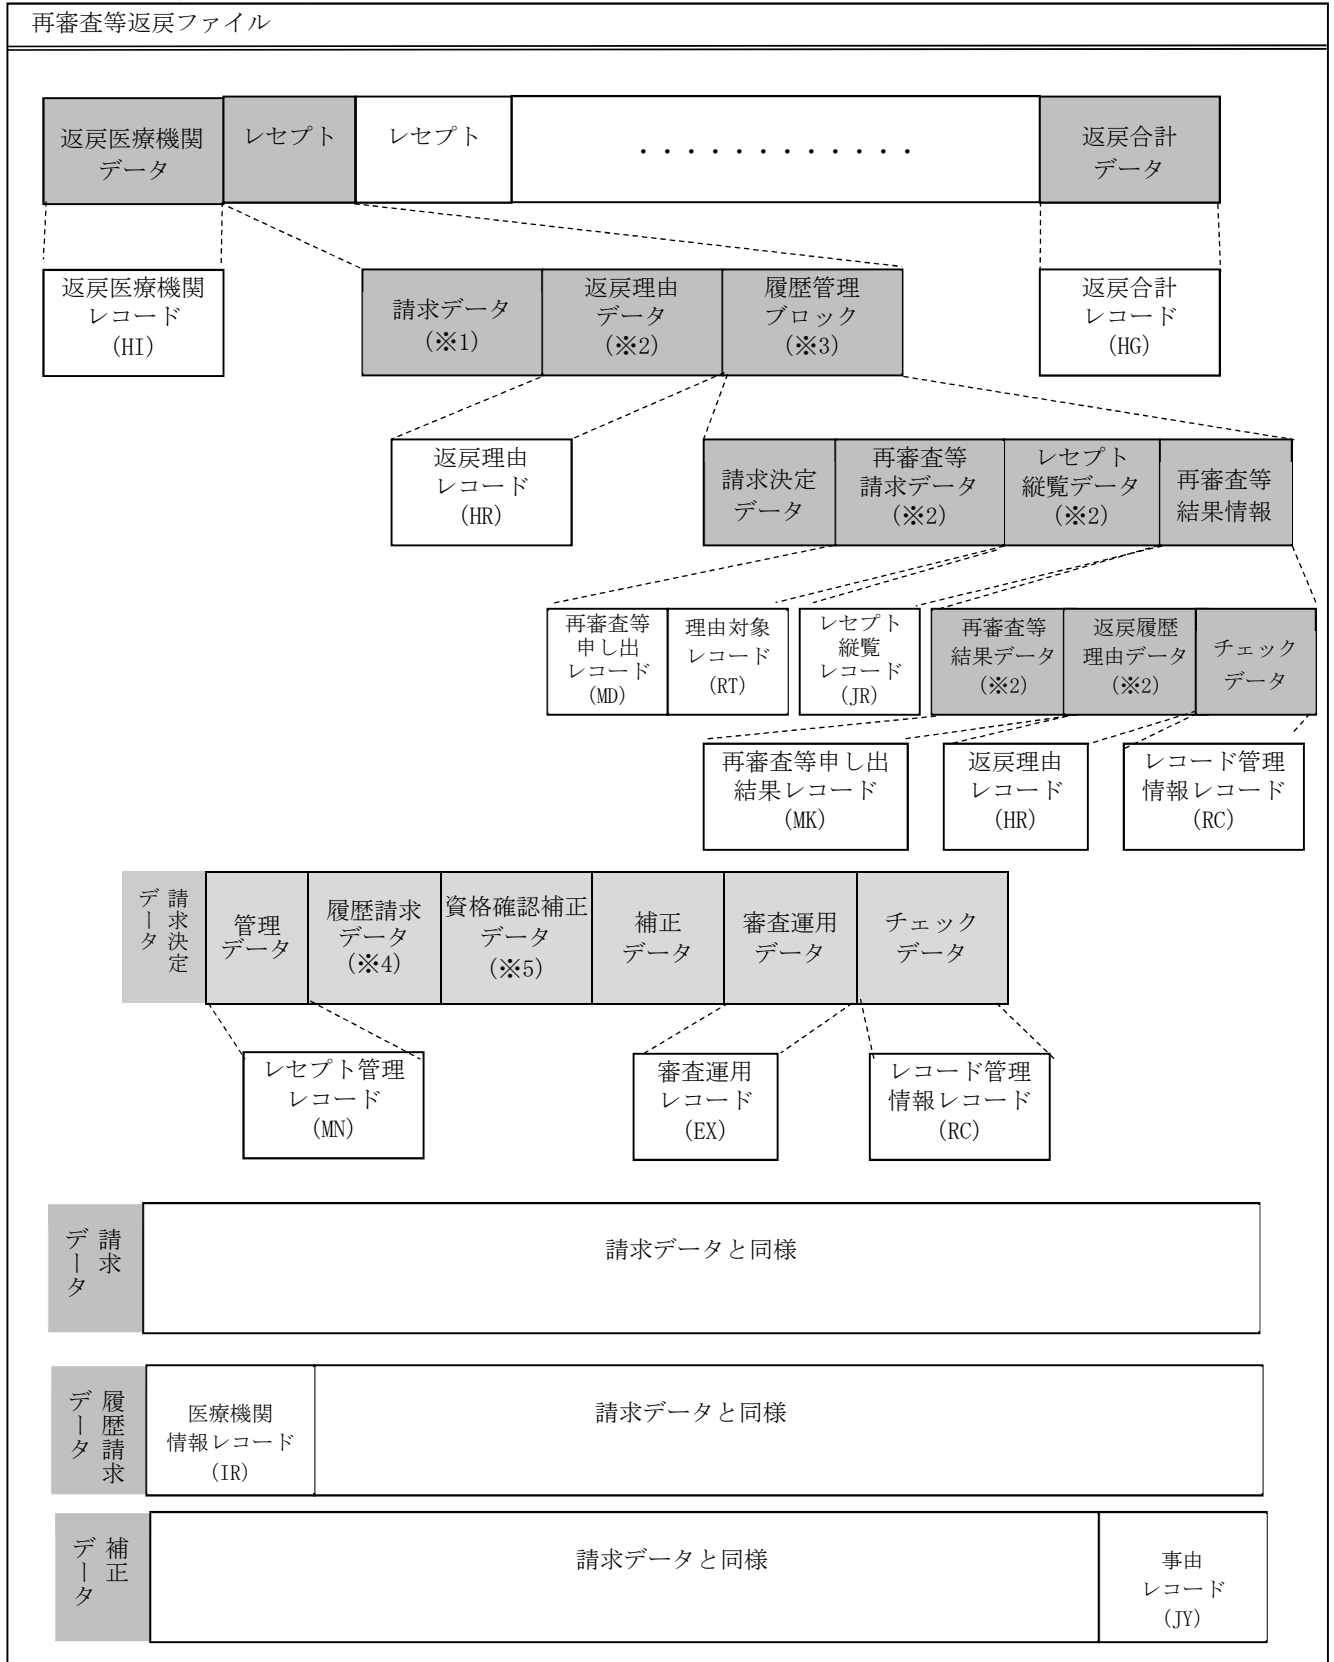 再審査等返戻ファイル
返戻医療機関
データ
レセプト
レセプト
・・・・・・・・・・・・
返戻合計
データ
返戻医療機関
レコード
(HI)
請求データ
(※1)
返戻理由
データ
(※2)
履歴管理
ブロック
(※3)
返戻合計
レコード
(HG)
返戻理由
レコード
(HR)
請求決定
データ
再審査等
請求データ
(※2)
レセプト
縦覧データ
(※2)
再審査等
結果情報
再審査等
申し出
レコード
(MD)
理由対象
レコード
(RT)
レセプト
縦覧
レコード
(JR)
再審査等
結果データ
(※2)
返戻履歴
理由データ
(※2)
チェック
データ
再審査等申し出
結果レコード
(MK)
返戻理由
レコード
(HR)
レコード管理
情報レコード
(RC)
請求決定
データ
管理
データ
履歴請求
データ
(※4)
資格確認補正
データ
(※5)
補正
データ
審査運用
データ
チェック
データ
レセプト管理
レコード
(MN)
審査運用
レコード
(EX)
レコード管理
情報レコード
(RC)
請求
データ
請求データと同様
履歴請求
データ
医療機関
情報レコード
(IR)
請求データと同様
補正
データ
請求データと同様
事由
レコード
(JY)